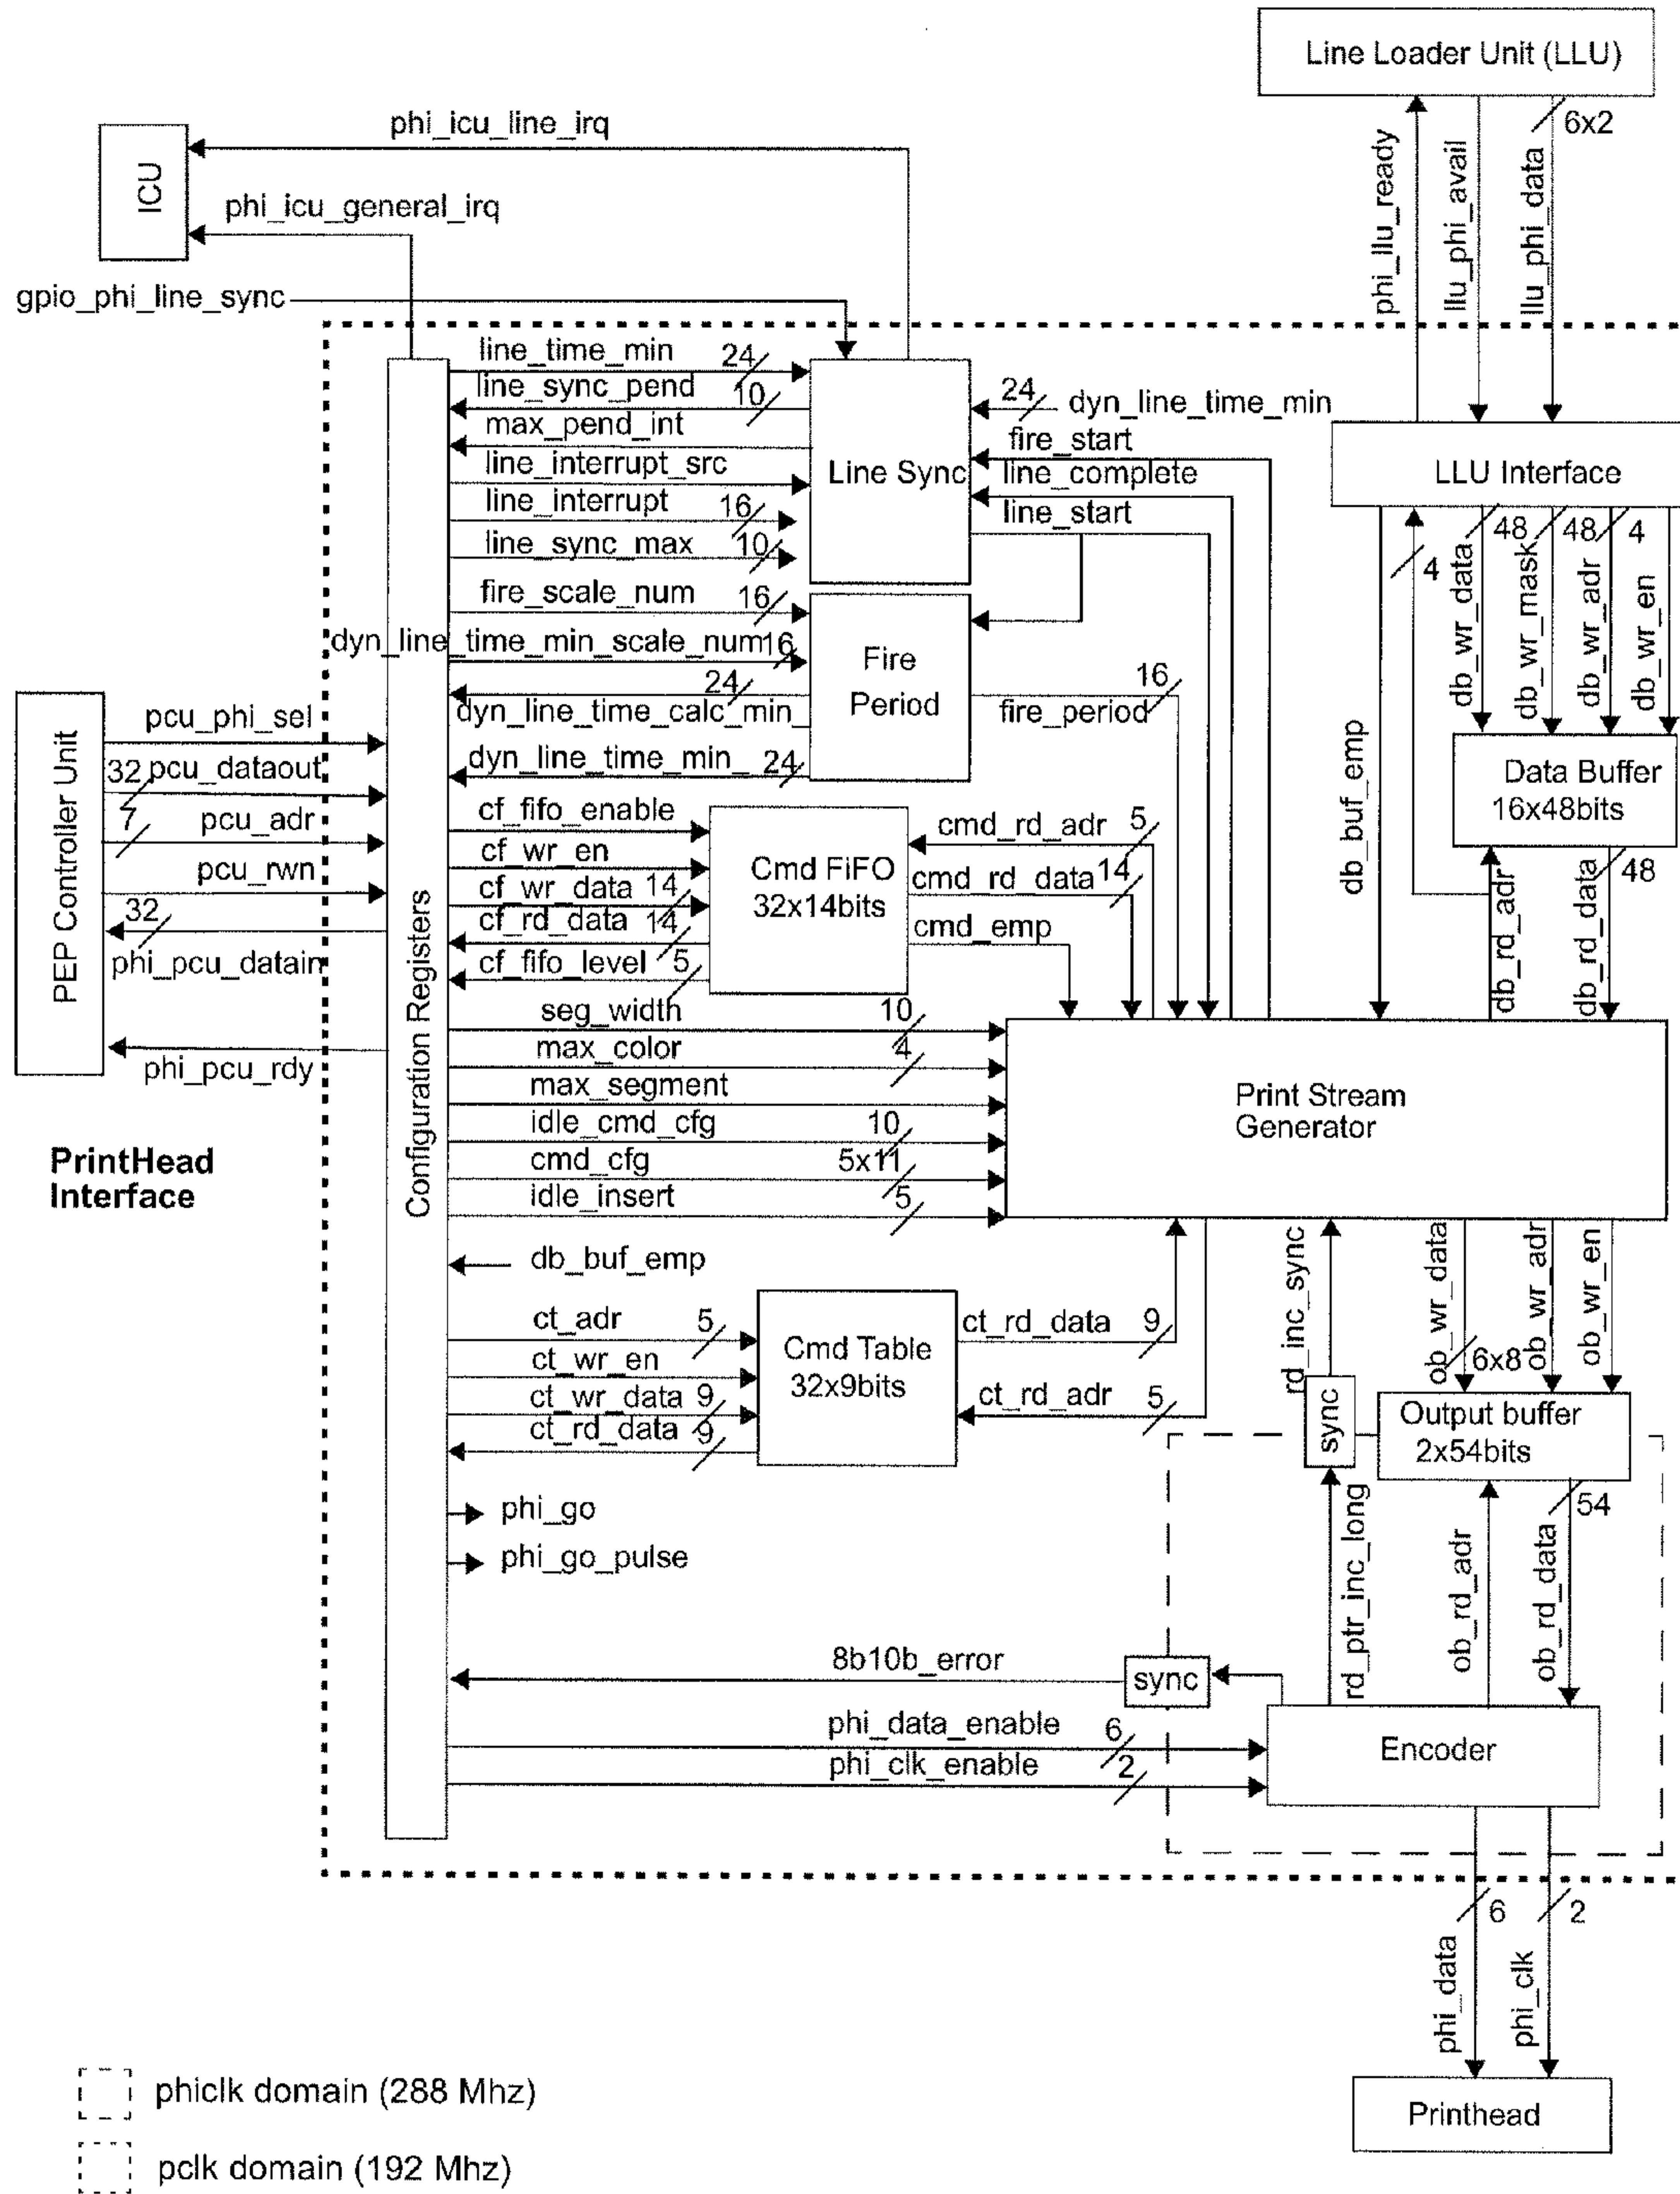 Line Loader Unit (LLU)
6x2
phi_llu_ready
llu_phi_avail
llu_phi_data
ICU
phi_icu_line_irq
phi_icu_general_irq
gpio_phi_line_sync
line_time_min
24
line_sync_pend
10
max_pend_int
line_interrupt_src
line_interrupt
16
line_sync_max
10
Line Sync
24
dyn_line_time_min
fire_start
line_complete
line_start
LLU Interface
48
48
4
4
db_wr_data
db_wr_mask
db_wr_adr
db_wr_en
db_buf_emp
fire_scale_num
16
dyn_line_time_min_scale_num
16
24
dyn_line_time_calc_min_
dyn_line_time_min_
24
Fire
Period
16
fire_period
Data Buffer
16x48bits
48
db_rd_adr
db_rd_data
PEP Controller Unit
pcu_phi_sel
32
pcu_dataout
7
pcu_adr
pcu_rwn
32
phi_pcu_datain
phi_pcu_rdy
PrintHead
Interface
Configuration Registers
cf_fifo_enable
cf_wr_en
cf_wr_data
14
cf_rd_data
14
cf_fifo_level
5
Cmd FiFO
32x14bits
cmd_rd_adr
5
cmd_rd_data
14
cmd_emp
seg_width
10
max_color
4
max_segment
idle_cmd_cfg
10
cmd_cfg
5x11
idle_insert
5
Print Stream
Generator
db_buf_emp
ct_adr
5
ct_wr_en
ct_wr_data
9
ct_rd_data
9
Cmd Table
32x9bits
ct_rd_data
9
ct_rd_adr
5
rd_inc_sync
ob_wr_data
6x8
ob_wr_adr
ob_wr_en
sync
Output buffer
2x54bits
54
phi_go
phi_go_pulse
rd_ptr_inc_long
ob_rd_adr
ob_rd_data
8b10b_error
sync
phi_data_enable
6
phi_clk_enable
2
Encoder
6
2
phi_data
phi_clk
Printhead
phiclk domain (288 Mhz)
pclk domain (192 Mhz)